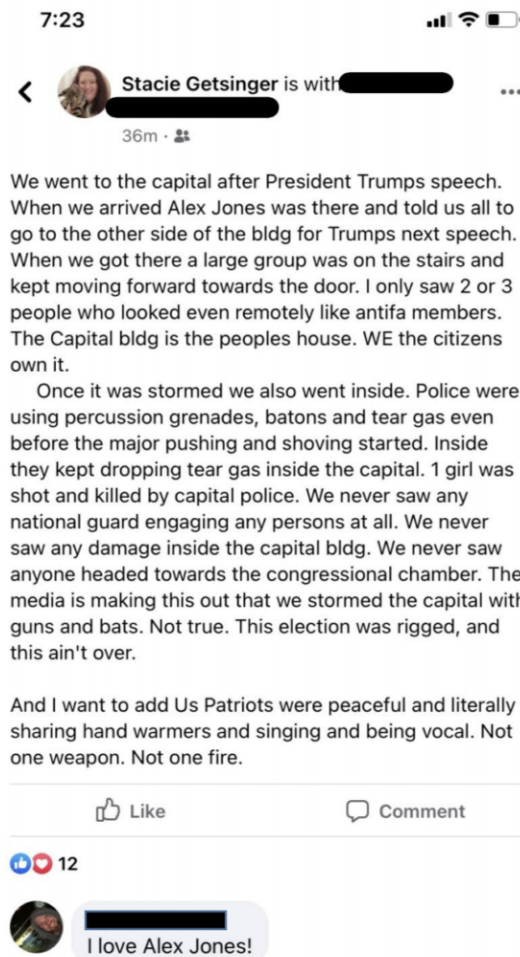 7:23
Stacie Getsinger is with
36m
We went to the capital after President Trumps speech.
When we arrived Alex Jones was there and told us all to
go to the other side of the bldg for Trumps next speech.
When we got there a large group was on the stairs and
kept moving forward towards the door. I only saw 2 or 3
people who looked even remotely like antifa members.
The Capital bldg is the peoples house. WE the citizens
own it.
Once it was stormed we also went inside. Police were
using percussion grenades, batons and tear gas even
before the major pushing and shoving started. Inside
they kept dropping tear gas inside the capital. 1 girl was
shot and killed by capital police. We never saw any
national guard engaging any persons at all. We never
saw any damage inside the capital bldg. We never saw
anyone headed towards the congressional chamber. The
media is making this out that we stormed the capital with
guns and bats. Not true. This election was rigged, and
this ain't over.
And I want to add Us Patriots were peaceful and literally
sharing hand warmers and singing and being vocal. Not
one weapon. Not one fire.
Like
Comment
12
I love Alex Jones!